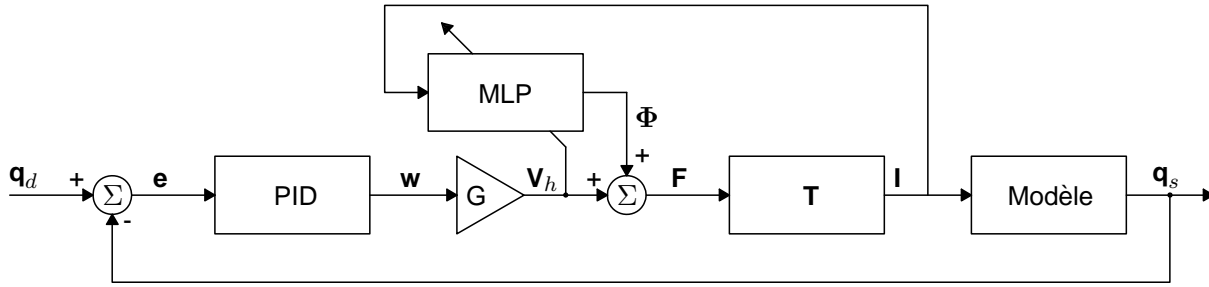 MLP
Φ
+
q_d
+
Σ
-
e
PID
w
G
V_h
+
Σ
F
T
I
Modèle
q_s